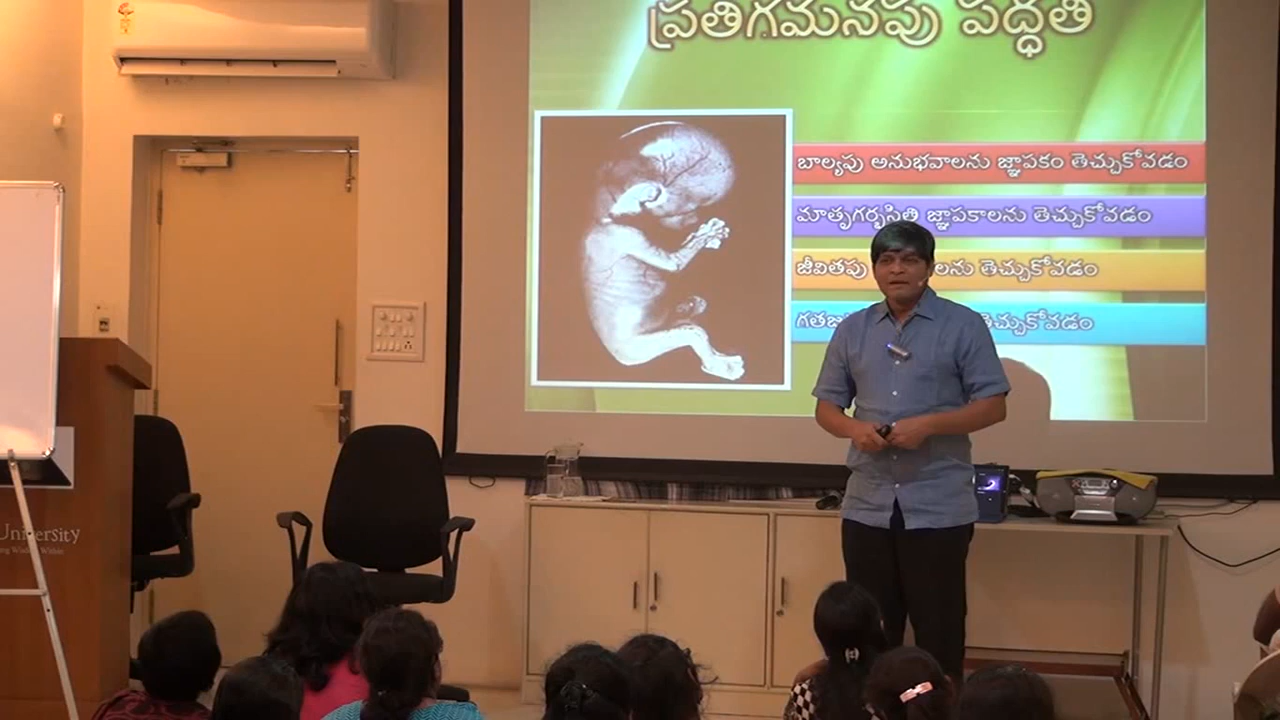 ప్రతిగమనపు పద్ధతి
బాల్యపు అనుభవాలను జ్ఞాపకం తెచ్చుకోవడం
మాతృగర్భస్థితి జ్ఞాపకాలను తెచ్చుకోవడం
జీవితపు లను తెచ్చుకోవడం
తెచ్చుకోవడం
University
Within